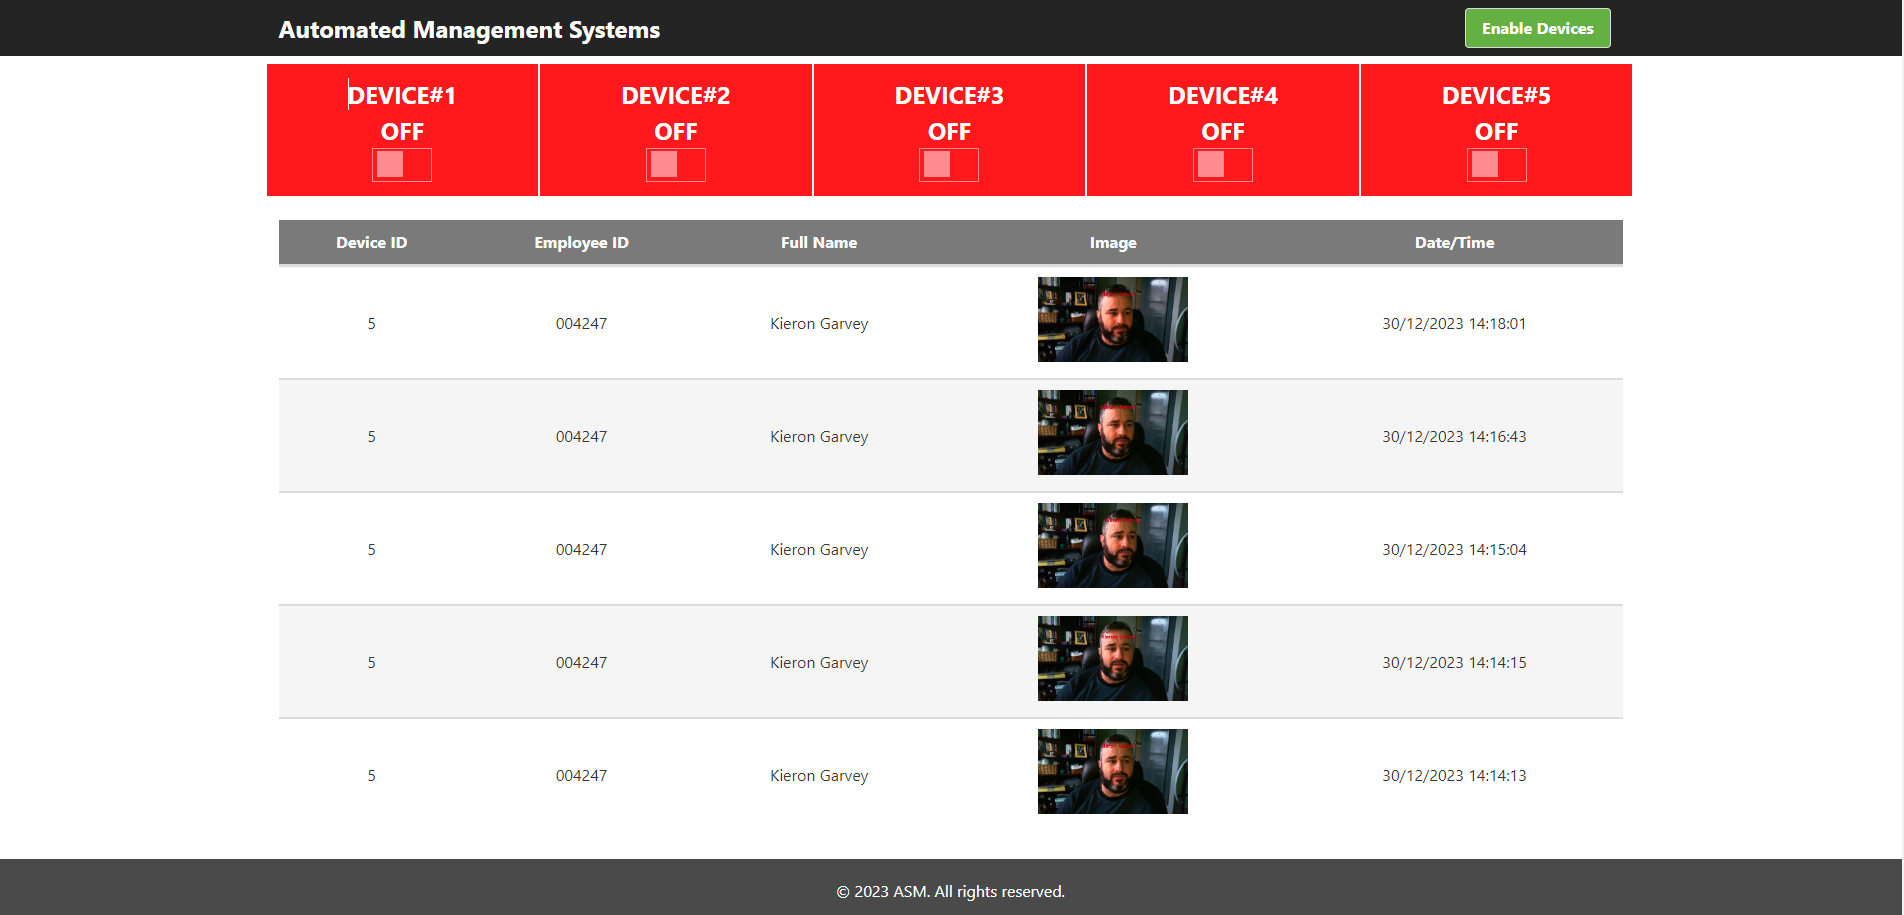 Automated Management Systems
Enable Devices
DEVICE#1
OFF
DEVICE#2
OFF
DEVICE#3
OFF
DEVICE#4
OFF
DEVICE#5
OFF
Device ID Employee ID Full Name Image Date/Time
5 004247 Kieron Garvey 30/12/2023 14:18:01
5 004247 Kieron Garvey 30/12/2023 14:16:43
5 004247 Kieron Garvey 30/12/2023 14:15:04
5 004247 Kieron Garvey Kieron Garvey 30/12/2023 14:14:15
5 004247 Kieron Garvey 30/12/2023 14:14:13
© 2023 ASM. All rights reserved.